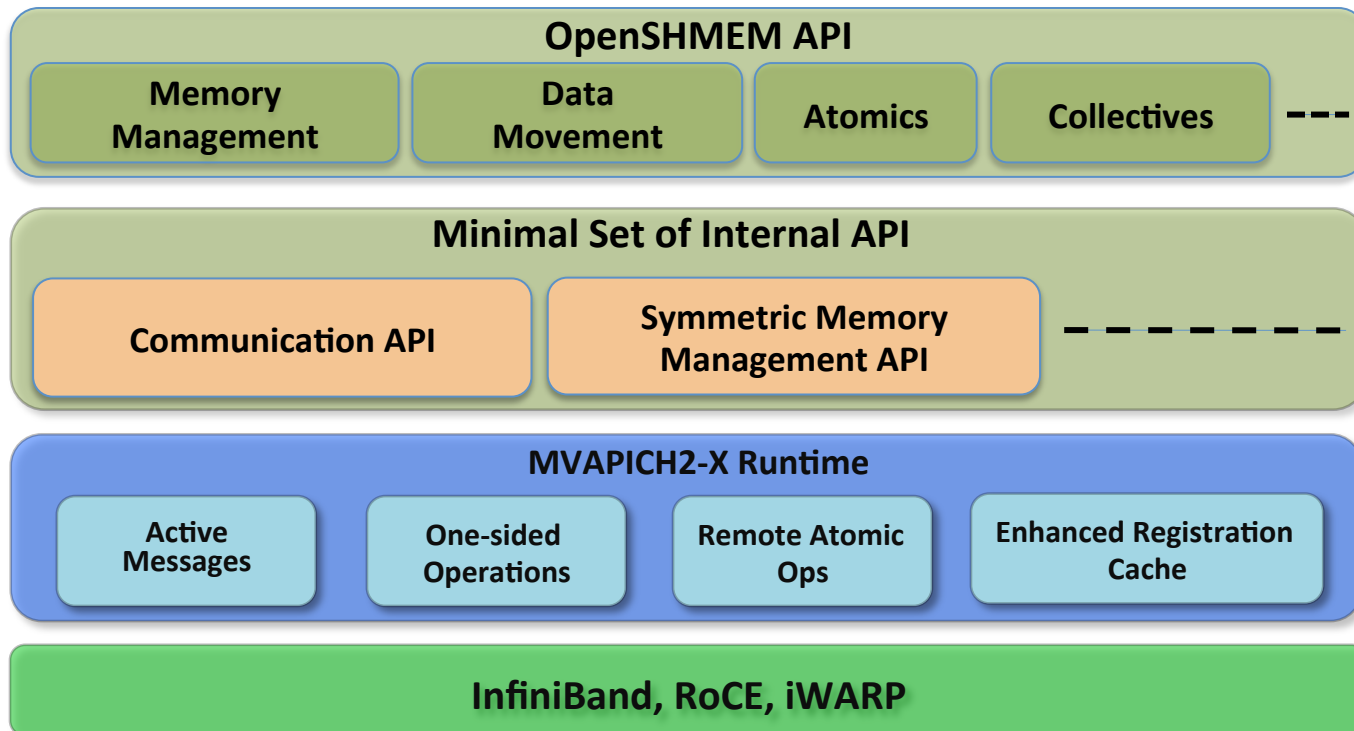 OpenSHMEM API
Memory
Management
Data
Movement
Atomics
Collectives
Minimal Set of Internal API
Communication API
Symmetric Memory
Management API
MVAPICH2-X Runtime
Active
Messages
One-sided
Operations
Remote Atomic
Ops
Enhanced Registration
Cache
InfiniBand, RoCE, iWARP